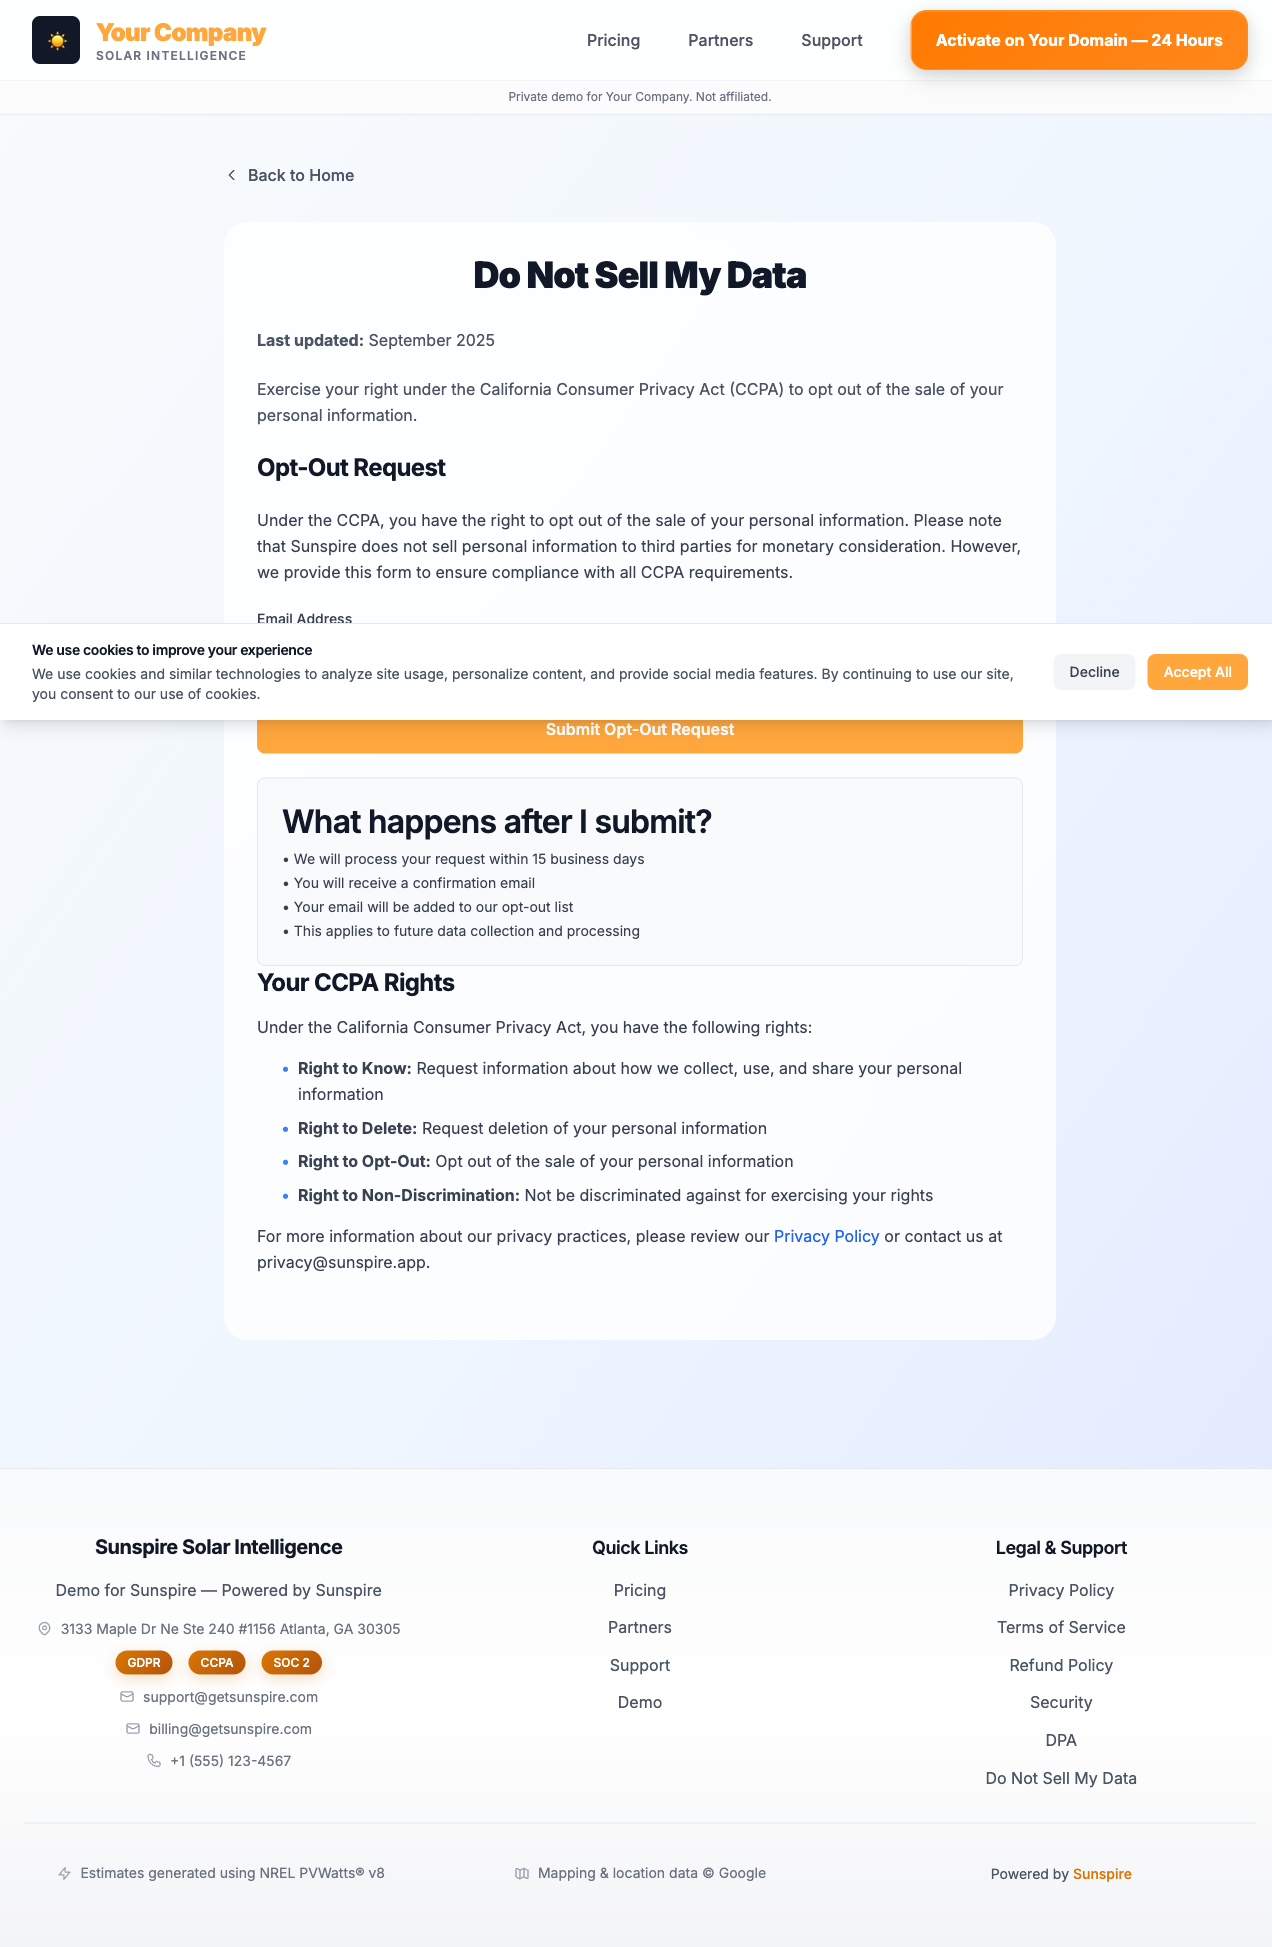 Your Company
SOLAR INTELLIGENCE
Pricing
Partners
Support
Activate on Your Domain — 24 Hours
Private demo for Your Company. Not affiliated.
Back to Home
Do Not Sell My Data
Last updated: September 2025
Exercise your right under the California Consumer Privacy Act (CCPA) to opt out of the sale of your
personal information.
Opt-Out Request
Under the CCPA, you have the right to opt out of the sale of your personal information. Please note
that Sunspire does not sell personal information to third parties for monetary consideration. However,
we provide this form to ensure compliance with all CCPA requirements.
Email Address
We use cookies to improve your experience
We use cookies and similar technologies to analyze site usage, personalize content, and provide social media features. By continuing to use our site,
you consent to our use of cookies.
Decline
Accept All
Submit Opt-Out Request
What happens after I submit?
• We will process your request within 15 business days
• You will receive a confirmation email
• Your email will be added to our opt-out list
• This applies to future data collection and processing
Your CCPA Rights
Under the California Consumer Privacy Act, you have the following rights:
• Right to Know: Request information about how we collect, use, and share your personal
information
• Right to Delete: Request deletion of your personal information
• Right to Opt-Out: Opt out of the sale of your personal information
• Right to Non-Discrimination: Not be discriminated against for exercising your rights
For more information about our privacy practices, please review our Privacy Policy or contact us at
privacy@sunspire.app.
Sunspire Solar Intelligence
Demo for Sunspire — Powered by Sunspire
3133 Maple Dr Ne Ste 240 #1156 Atlanta, GA 30305
GDPR
CCPA
SOC 2
support@getsunspire.com
billing@getsunspire.com
+1 (555) 123-4567
Quick Links
Pricing
Partners
Support
Demo
Legal & Support
Privacy Policy
Terms of Service
Refund Policy
Security
DPA
Do Not Sell My Data
Estimates generated using NREL PVWatts® v8
Mapping & location data © Google
Powered by Sunspire